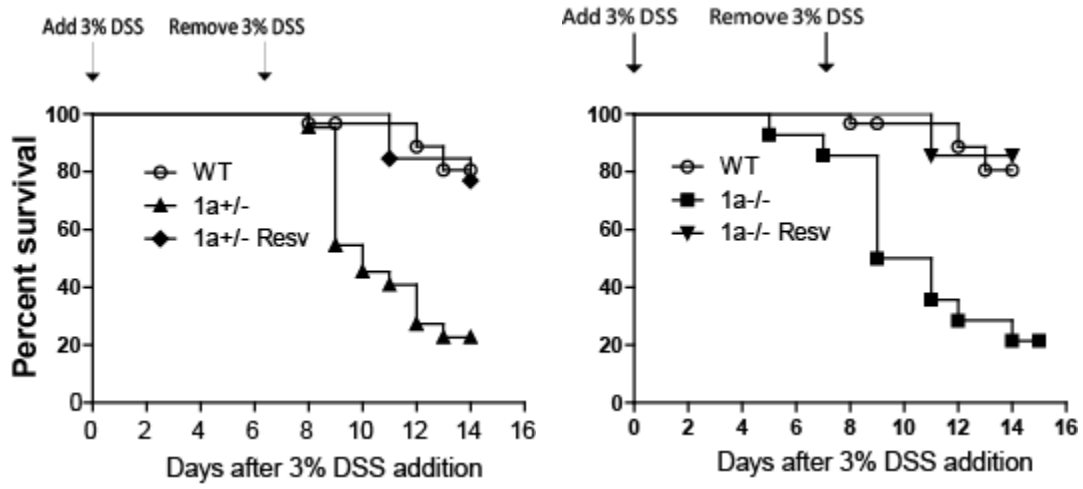 Add 3% DSS Remove 3% DSS
Percent survival
100
80
60
40
20
0
WT
1a+/-
1a+/- Resv
0 2 4 6 8 10 12 14 16
Days after 3% DSS addition
Add 3% DSS Remove 3% DSS
100
80
60
40
20
0
WT
1a-/-
1a-/- Resv
0 2 4 6 8 10 12 14 16
Days after 3% DSS addition